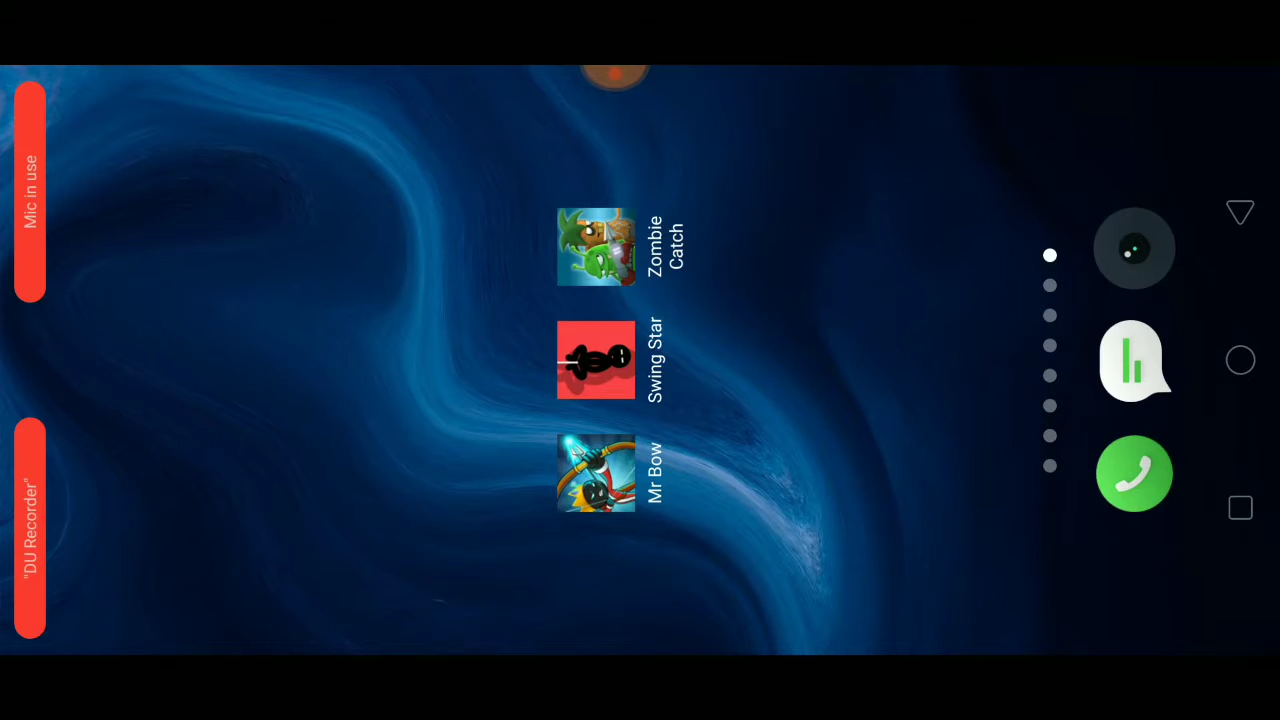 "DU Recorder"
Mic in use
Mr Bow
Swing Star
Zombie
Catch